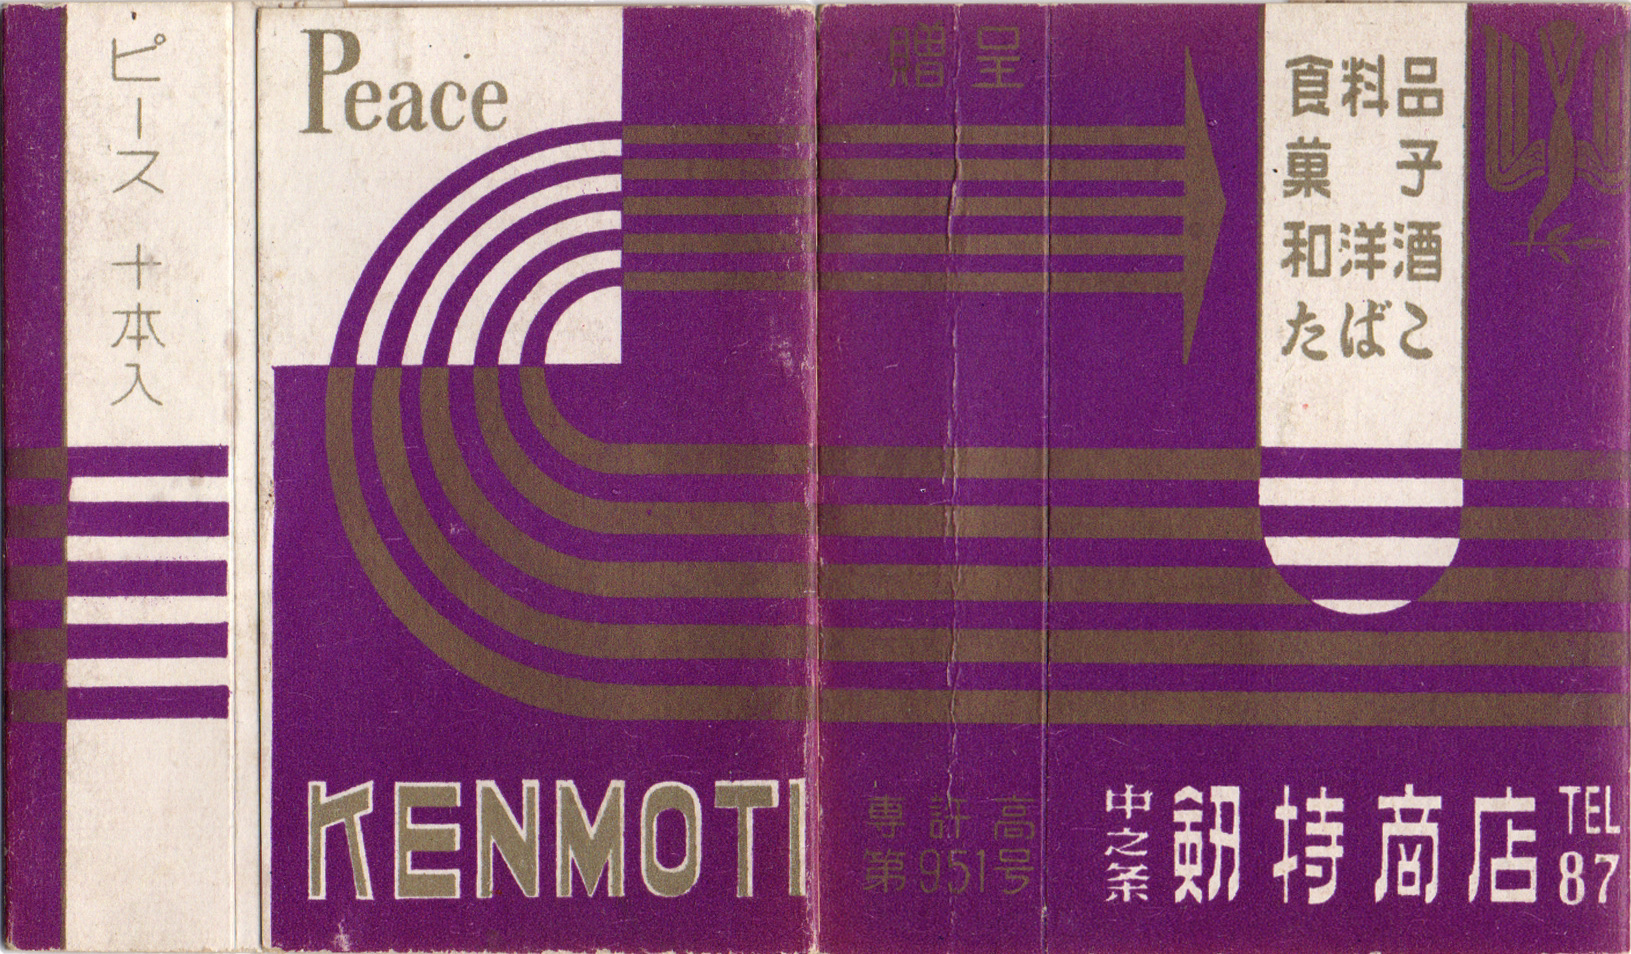 ピース 十本入
Peace
KENMOTI
贈呈
専許高
第951号
食料品
菓子
和洋酒
たばこ
中之条
剱持商店
TEL
87